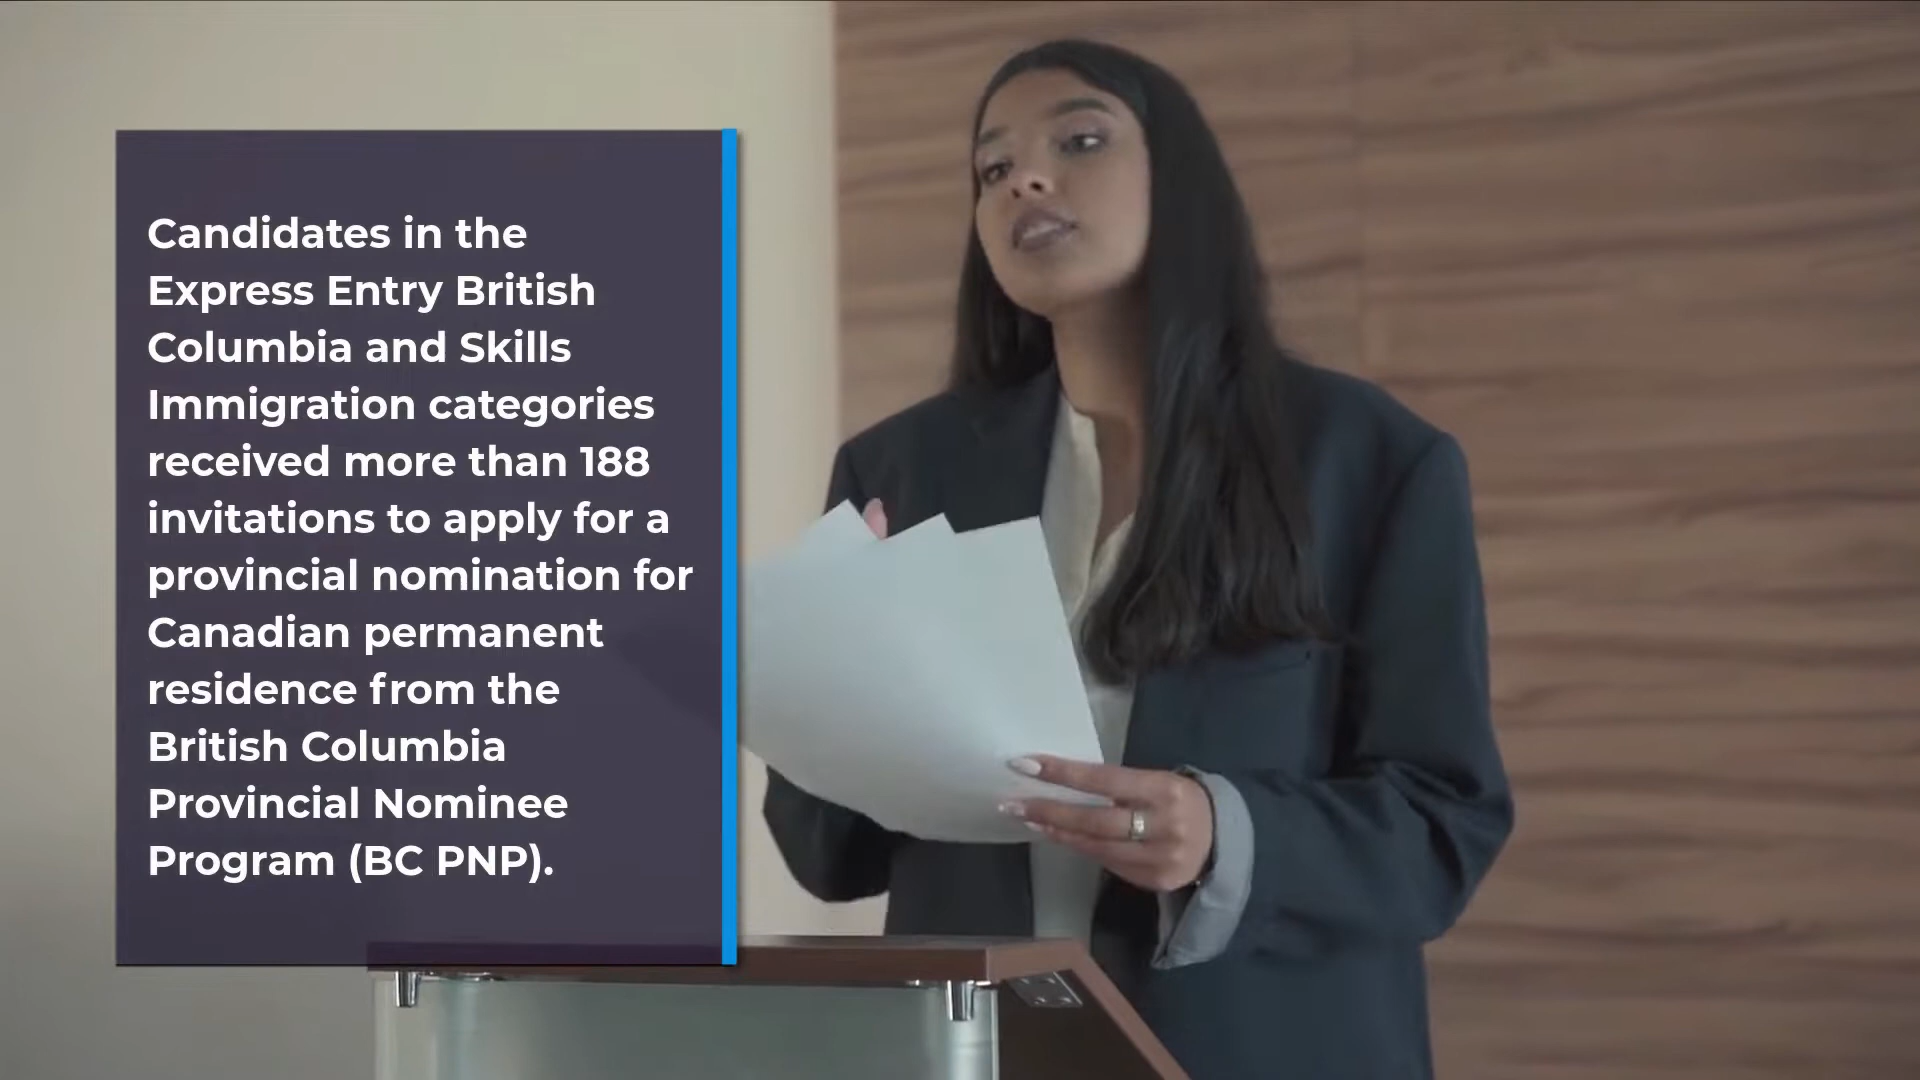 Candidates in the
Express Entry British
Columbia and Skills
Immigration categories
received more than 188
invitations to apply for a
provincial nomination for
Canadian permanent
residence from the
British Columbia
Provincial Nominee
Program (BC PNP).